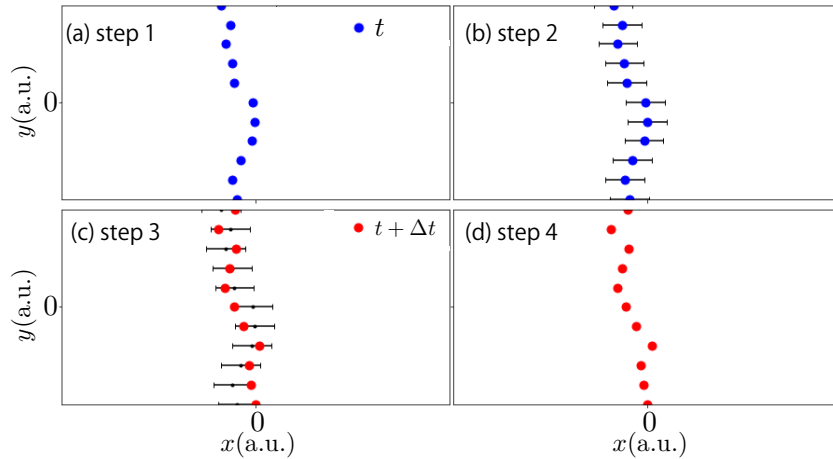 (a) step 1
t
(b) step 2
y(a.u.)
0
(c) step 3
t + Δt
(d) step 4
y(a.u.)
0
0
0
x(a.u.)
x(a.u.)